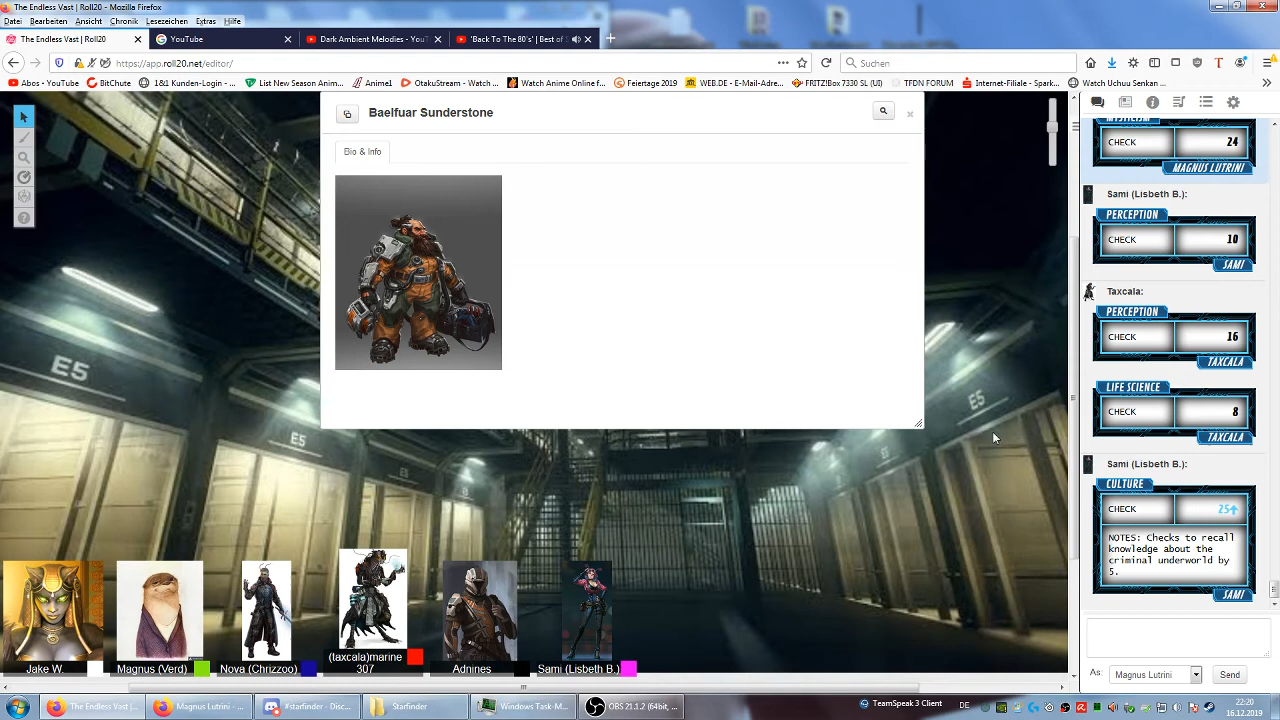 The Endless Vast | Roll20 - Mozilla Firefox
Datei Bearbeiten Ansicht Chronik Lesezeichen Extras Hilfe
The Endless Vast | Roll20
YouTube
Dark Ambient Melodies - YouT
'Back To The 80's' | Best of S
https://app.roll20.net/editor/
Suchen
Abos - YouTube
BitChute
1&1 Kunden-Login -...
List New Season Anim...
Anime1
OtakuStream - Watch ...
Watch Anime Online f...
Feiertage 2019
WEB.DE - E-Mail-Adre...
FRITZ!Box 7330 SL (UI)
TFDN FORUM
Internet-Filiale - Spark...
Watch Uchuu Senkan ...
Baelfuar Sunderstone
Bio & Info
E5
E5
E5
MYSTICISM
CHECK 24
MAGNUS LUTRINI
Sami (Lisbeth B.):
PERCEPTION
CHECK 10
SAMI
Taxcala:
PERCEPTION
CHECK 16
TAXCALA
LIFE SCIENCE
CHECK 8
TAXCALA
Sami (Lisbeth B.):
CULTURE
CHECK 25
NOTES: Checks to recall
knowledge about the
criminal underworld by
5.
SAMI
Jake W.
Magnus (Verd)
Nova (Chrizzoo)
(taxcala)marine
307
Adnines
Sami (Lisbeth B.)
As: Magnus Lutrini
Send
The Endless Vast | ...
Magnus Lutrini - ...
#starfinder - Disc...
Starfinder
Windows Task-M...
OBS 21.1.2 (64bit, ...
TeamSpeak 3 Client
DE
22:20
16.12.2019